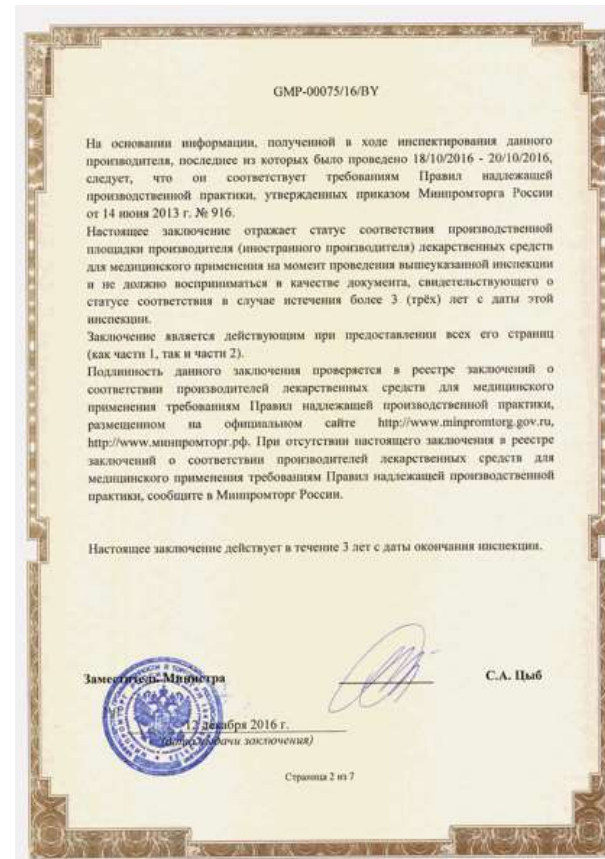 GMP-00075/16/BY
На основании информации, полученной в ходе инспектирования данного
производителя, последнее из которых было проведено 18/10/2016 - 20/10/2016,
следует, что он соответствует требованиям Правил надлежащей
производственной практики, утвержденных приказом Минпромторга России
от 14 июня 2013 г. № 916.
Настоящее заключение отражает статус соответствия производственной
площадки производителя (иностранного производителя) лекарственных средств
для медицинского применения на момент проведения вышеуказанной инспекции
и не должно восприниматься в качестве документа, свидетельствующего о
статусе соответствия в случае истечения более 3 (трёх) лет с даты этой
инспекции.
Заключение является действующим при предоставлении всех его страниц
(как части 1, так и части 2).
Подлинность данного заключения проверяется в реестре заключений о
соответствии производителей лекарственных средств для медицинского
применения требованиям Правил надлежащей производственной практики,
размещенном на официальном сайте http://www.minpromtorg.gov.ru,
http://www.минпромторг.рф. При отсутствии настоящего заключения в реестре
заключений о соответствии производителей лекарственных средств для
медицинского применения требованиям Правил надлежащей производственной
практики, сообщите в Минпромторг России.
Настоящее заключение действует в течение 3 лет с даты окончания инспекции.
Заместитель Министра С.А. Цыб
12 декабря 2016 г.
(дата выдачи заключения)
Страница 2 из 7